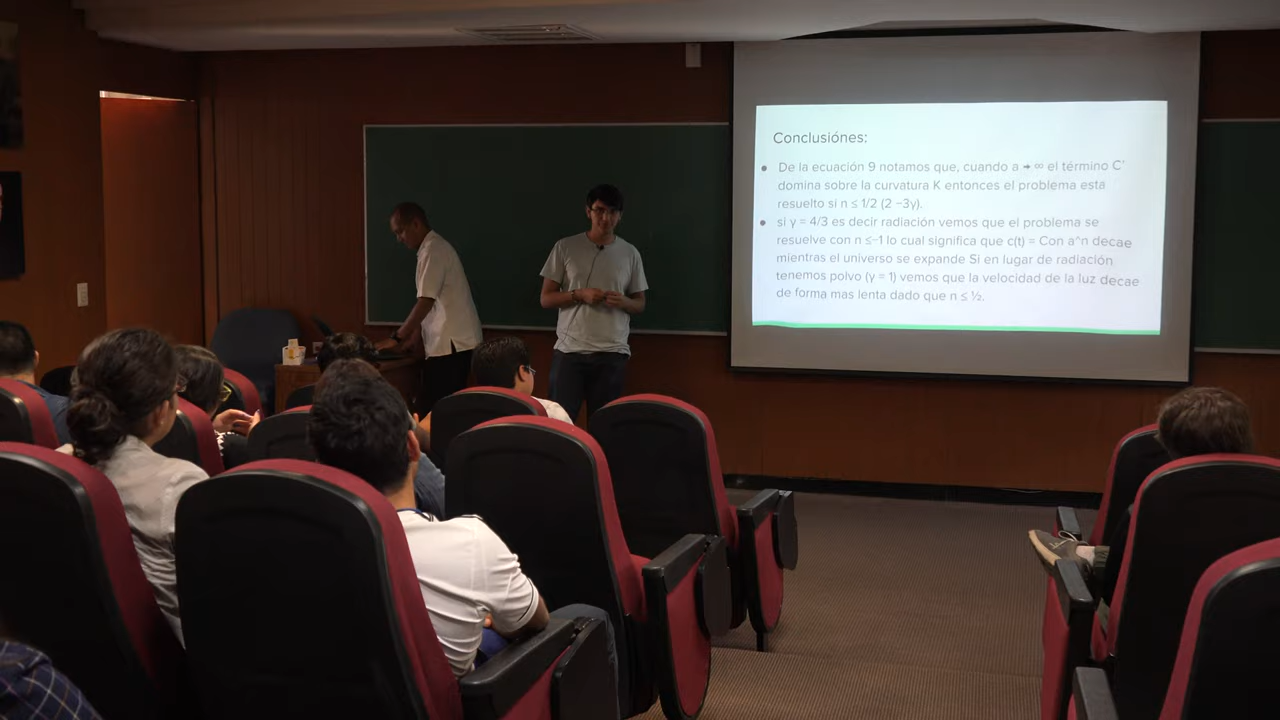 Conclusiónes:
• De la ecuación 9 notamos que, cuando a → ∞ el término C'
domina sobre la curvatura K entonces el problema esta
resuelto si n ≤ 1/2 (2 −3γ).
• si γ = 4/3 es decir radiación vemos que el problema se
resuelve con n ≤−1 lo cual significa que c(t) = Con a^n decae
mientras el universo se expande Si en lugar de radiación
tenemos polvo (γ = 1) vemos que la velocidad de la luz decae
de forma mas lenta dado que n ≤ ½.